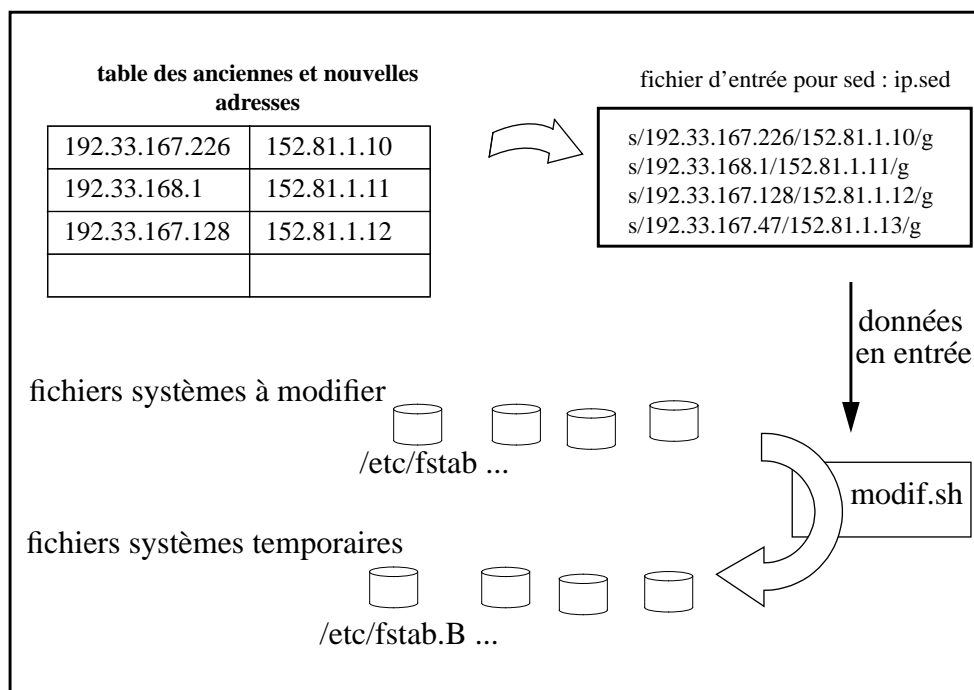 table des anciennes et nouvelles
adresses
192.33.167.226 152.81.1.10
192.33.168.1 152.81.1.11
192.33.167.128 152.81.1.12
fichier d’entrée pour sed : ip.sed
s/192.33.167.226/152.81.1.10/g
s/192.33.168.1/152.81.1.11/g
s/192.33.167.128/152.81.1.12/g
s/192.33.167.47/152.81.1.13/g
données
en entrée
fichiers systèmes à modifier
/etc/fstab ...
modif.sh
fichiers systèmes temporaires
/etc/fstab.B ...